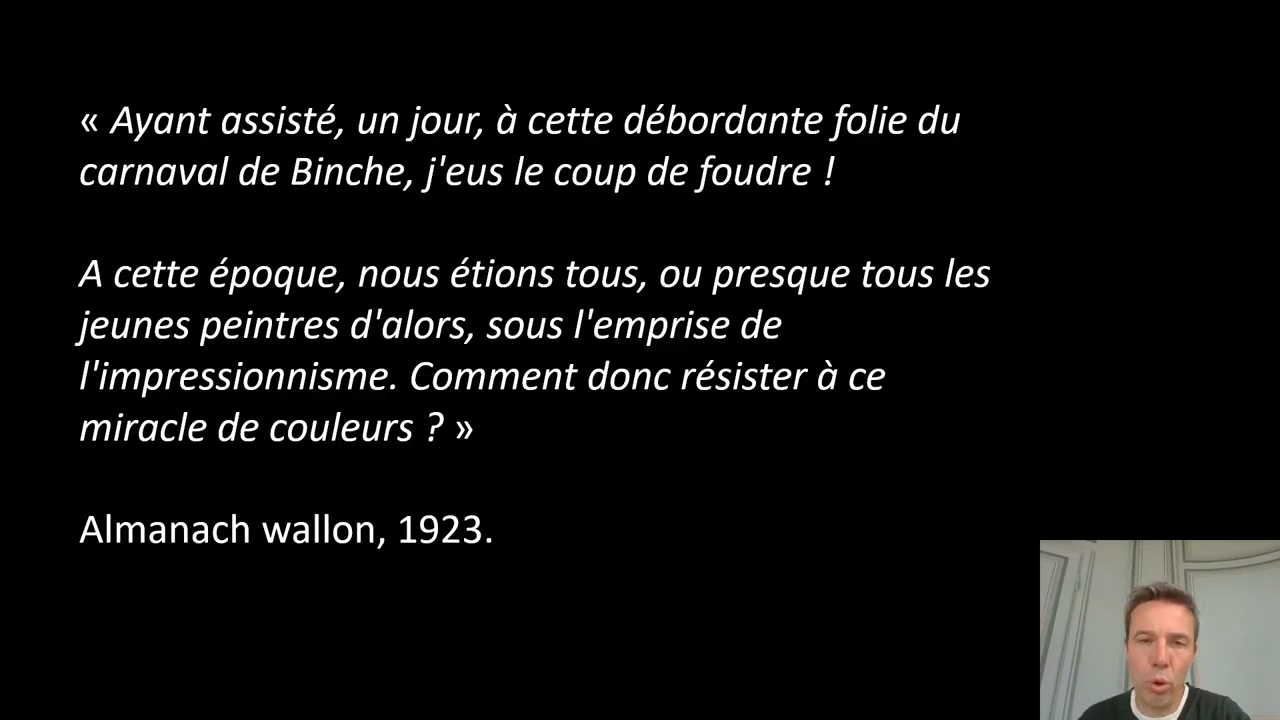 « Ayant assisté, un jour, à cette débordante folie du
carnaval de Binche, j'eus le coup de foudre !
A cette époque, nous étions tous, ou presque tous les
jeunes peintres d'alors, sous l'emprise de
l'impressionnisme. Comment donc résister à ce
miracle de couleurs ? »
Almanach wallon, 1923.